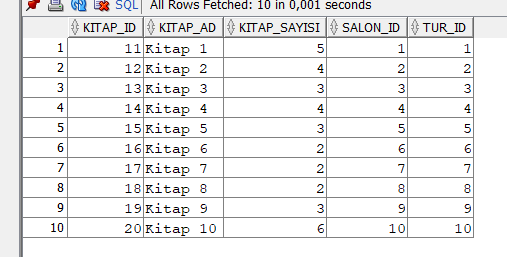 SQL | All Rows Fetched: 10 in 0,001 seconds
KITAP_ID KITAP_AD KITAP_SAYISI SALON_ID TUR_ID
1 11 Kitap 1 5 1 1
2 12 Kitap 2 4 2 2
3 13 Kitap 3 3 3 3
4 14 Kitap 4 4 4 4
5 15 Kitap 5 3 5 5
6 16 Kitap 6 2 6 6
7 17 Kitap 7 2 7 7
8 18 Kitap 8 2 8 8
9 19 Kitap 9 3 9 9
10 20 Kitap 10 6 10 10